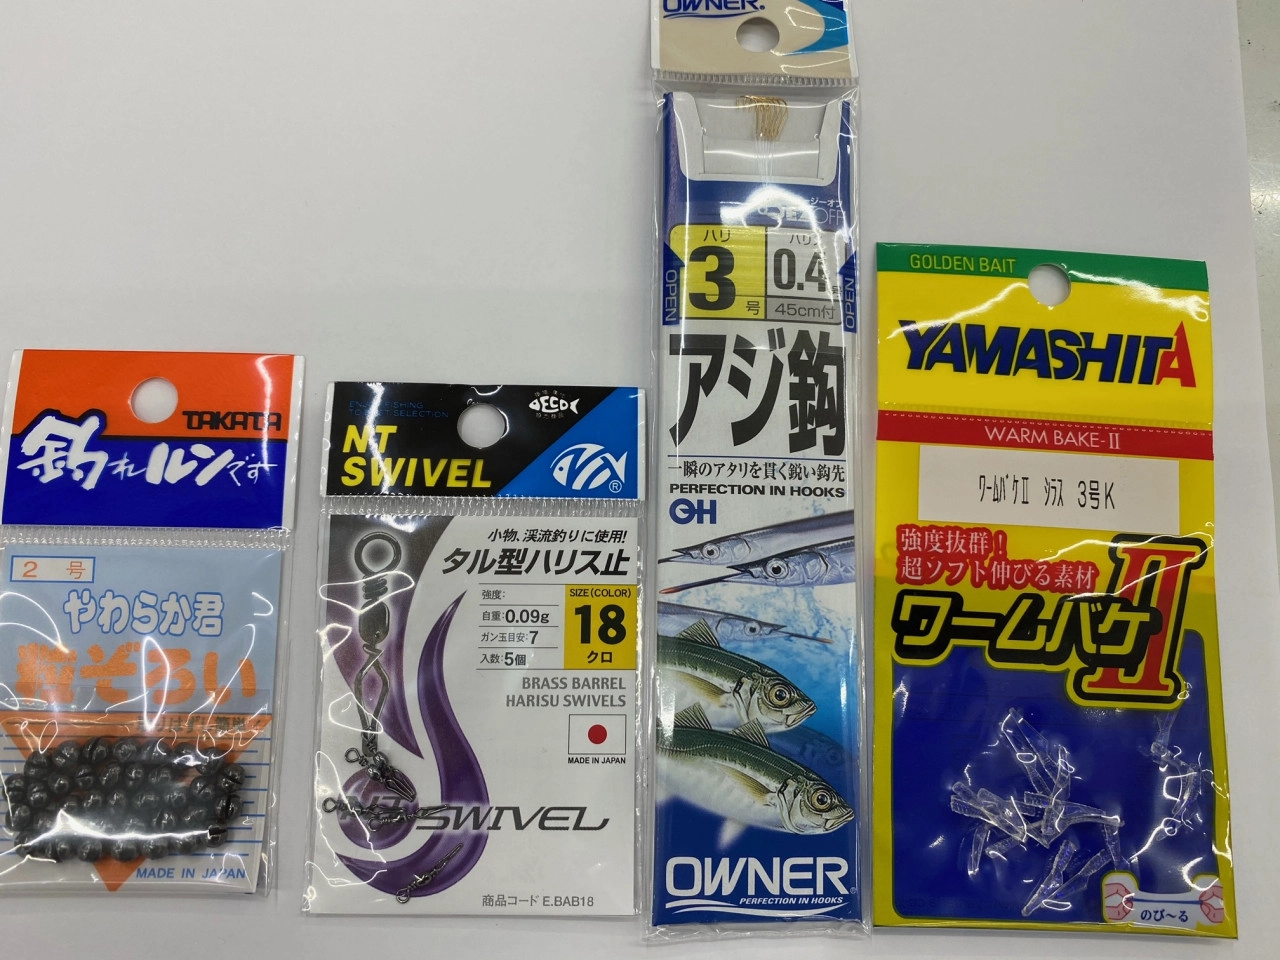 TAKATA
釣れルンです
2 号
やわらか君
粒ぞろい
MADE IN JAPAN
TO BEST SELECTION
NT
SWIVEL
ECO
®
小物、渓流釣りに使用!
タル型ハリス止
強度:
自重:0.09g
ガン玉目安:7
入数:5個
SIZE(COLOR)
18
クロ
BRASS BARREL
HARISU SWIVELS
MADE IN JAPAN
SWIVEL
商品コード E.BAB18
OWNER
OFF
ハリ
3
号
0.4
45cm付
OPEN
OPEN
アジ鈎
一瞬のアタリを貫く鋭い鈎先
PERFECTION IN HOOKS
OH
OWNER
PERFECTION IN HOOKS
GOLDEN BAIT
YAMASHITA
WARM BAKE-II
ワームバケⅡ シラス 3号K
強度抜群!
超ソフト伸びる素材
ワームバケⅡ
のび〜る